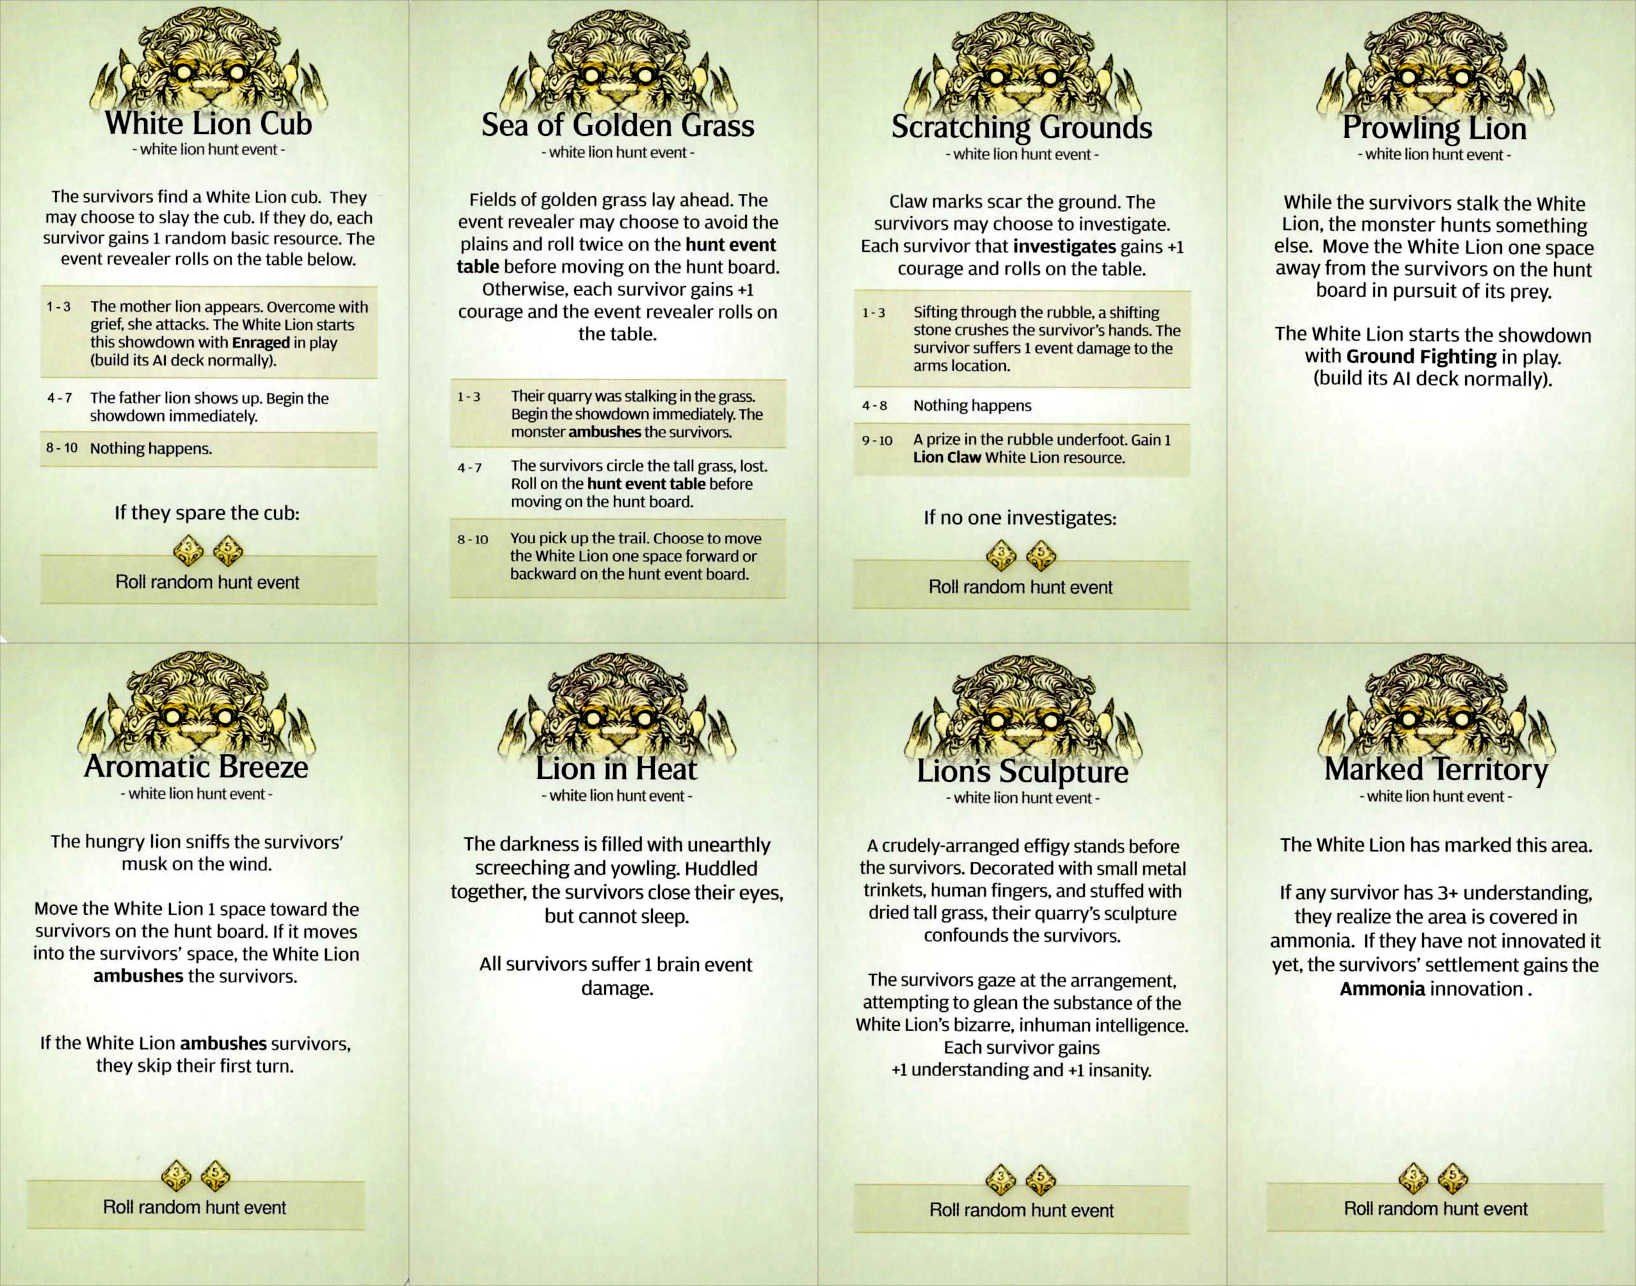 White Lion Cub
- white lion hunt event -
The survivors find a White Lion cub. They
may choose to slay the cub. If they do, each
survivor gains 1 random basic resource. The
event revealer rolls on the table below.
1 - 3 The mother lion appears. Overcome with
grief, she attacks. The White Lion starts
this showdown with Enraged in play
(build its AI deck normally).
4 - 7 The father lion shows up. Begin the
showdown immediately.
8 - 10 Nothing happens.
If they spare the cub:
3 5
Roll random hunt event
Sea of Golden Grass
- white lion hunt event -
Fields of golden grass lay ahead. The
event revealer may choose to avoid the
plains and roll twice on the hunt event
table before moving on the hunt board.
Otherwise, each survivor gains +1
courage and the event revealer rolls on
the table.
1 - 3 Their quarry was stalking in the grass.
Begin the showdown immediately. The
monster ambushes the survivors.
4 - 7 The survivors circle the tall grass, lost.
Roll on the hunt event table before
moving on the hunt board.
8 - 10 You pick up the trail. Choose to move
the White Lion one space forward or
backward on the hunt event board.
Scratching Grounds
- white lion hunt event -
Claw marks scar the ground. The
survivors may choose to investigate.
Each survivor that investigates gains +1
courage and rolls on the table.
1 - 3 Sifting through the rubble, a shifting
stone crushes the survivor's hands. The
survivor suffers 1 event damage to the
arms location.
4 - 8 Nothing happens
9 - 10 A prize in the rubble underfoot. Gain 1
Lion Claw White Lion resource.
If no one investigates:
3 5
Roll random hunt event
Prowling Lion
- white lion hunt event -
While the survivors stalk the White
Lion, the monster hunts something
else. Move the White Lion one space
away from the survivors on the hunt
board in pursuit of its prey.
The White Lion starts the showdown
with Ground Fighting in play.
(build its AI deck normally).
Aromatic Breeze
- white lion hunt event -
The hungry lion sniffs the survivors'
musk on the wind.
Move the White Lion 1 space toward the
survivors on the hunt board. If it moves
into the survivors' space, the White Lion
ambushes the survivors.
If the White Lion ambushes survivors,
they skip their first turn.
3 5
Roll random hunt event
Lion in Heat
- white lion hunt event -
The darkness is filled with unearthly
screeching and yowling. Huddled
together, the survivors close their eyes,
but cannot sleep.
All survivors suffer 1 brain event
damage.
Lion's Sculpture
- white lion hunt event -
A crudely-arranged effigy stands before
the survivors. Decorated with small metal
trinkets, human fingers, and stuffed with
dried tall grass, their quarry's sculpture
confounds the survivors.
The survivors gaze at the arrangement,
attempting to glean the substance of the
White Lion's bizarre, inhuman intelligence.
Each survivor gains
+1 understanding and +1 insanity.
3 5
Roll random hunt event
Marked Territory
- white lion hunt event -
The White Lion has marked this area.
If any survivor has 3+ understanding,
they realize the area is covered in
ammonia. If they have not innovated it
yet, the survivors' settlement gains the
Ammonia innovation .
3 5
Roll random hunt event